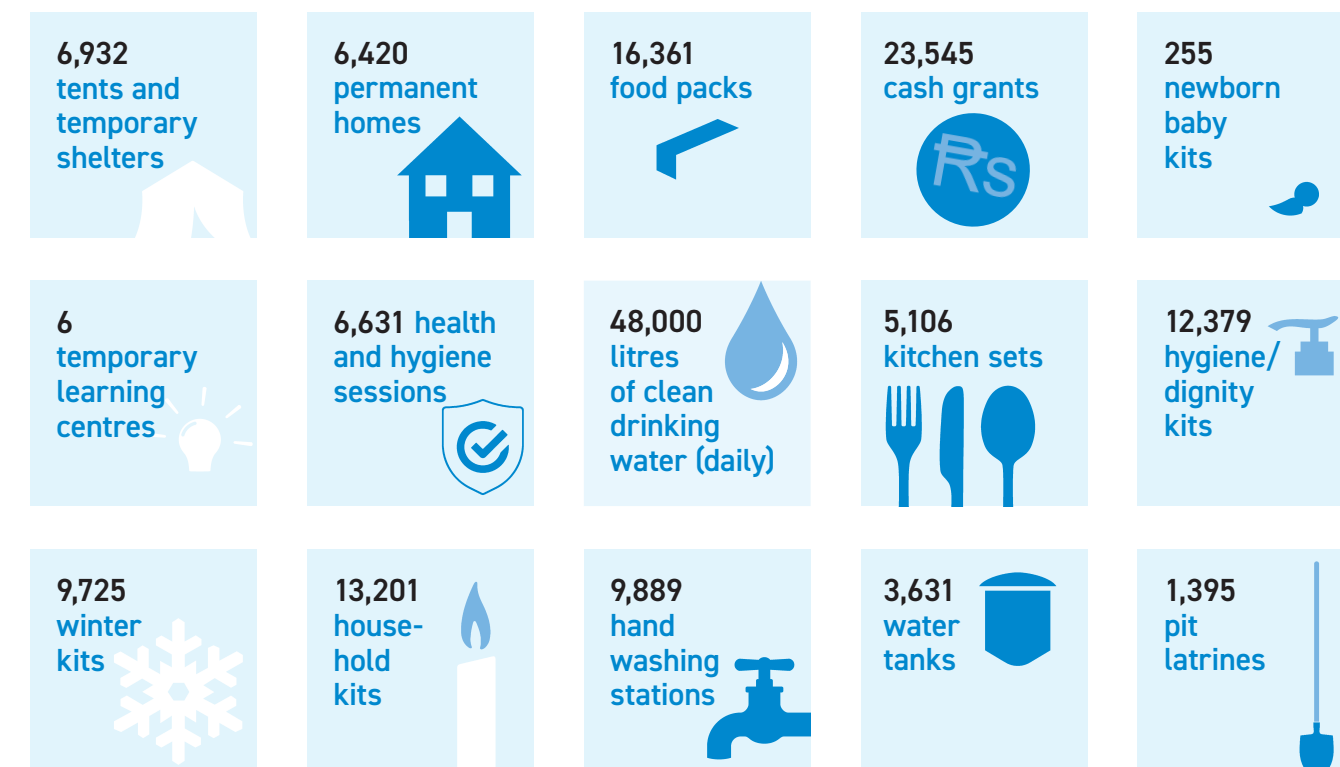 6,932
tents and
temporary
shelters
6,420
permanent
homes
16,361
food packs
23,545
cash grants
Rs
255
newborn
baby
kits
6
temporary
learning
centres
6,631 health
and hygiene
sessions
48,000
litres
of clean
drinking
water (daily)
5,106
kitchen sets
12,379
hygiene/
dignity
kits
9,725
winter
kits
13,201
house-
hold
kits
9,889
hand
washing
stations
3,631
water
tanks
1,395
pit
latrines